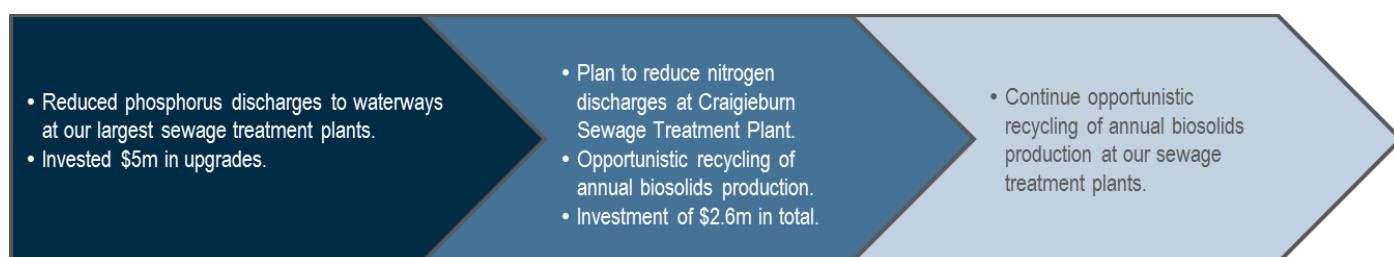 • Reduced phosphorus discharges to waterways
at our largest sewage treatment plants.
• Invested $5m in upgrades.
• Plan to reduce nitrogen
discharges at Craigieburn
Sewage Treatment Plant.
• Opportunistic recycling of
annual biosolids production.
• Investment of $2.6m in total.
• Continue opportunistic
recycling of annual biosolids
production at our sewage
treatment plants.